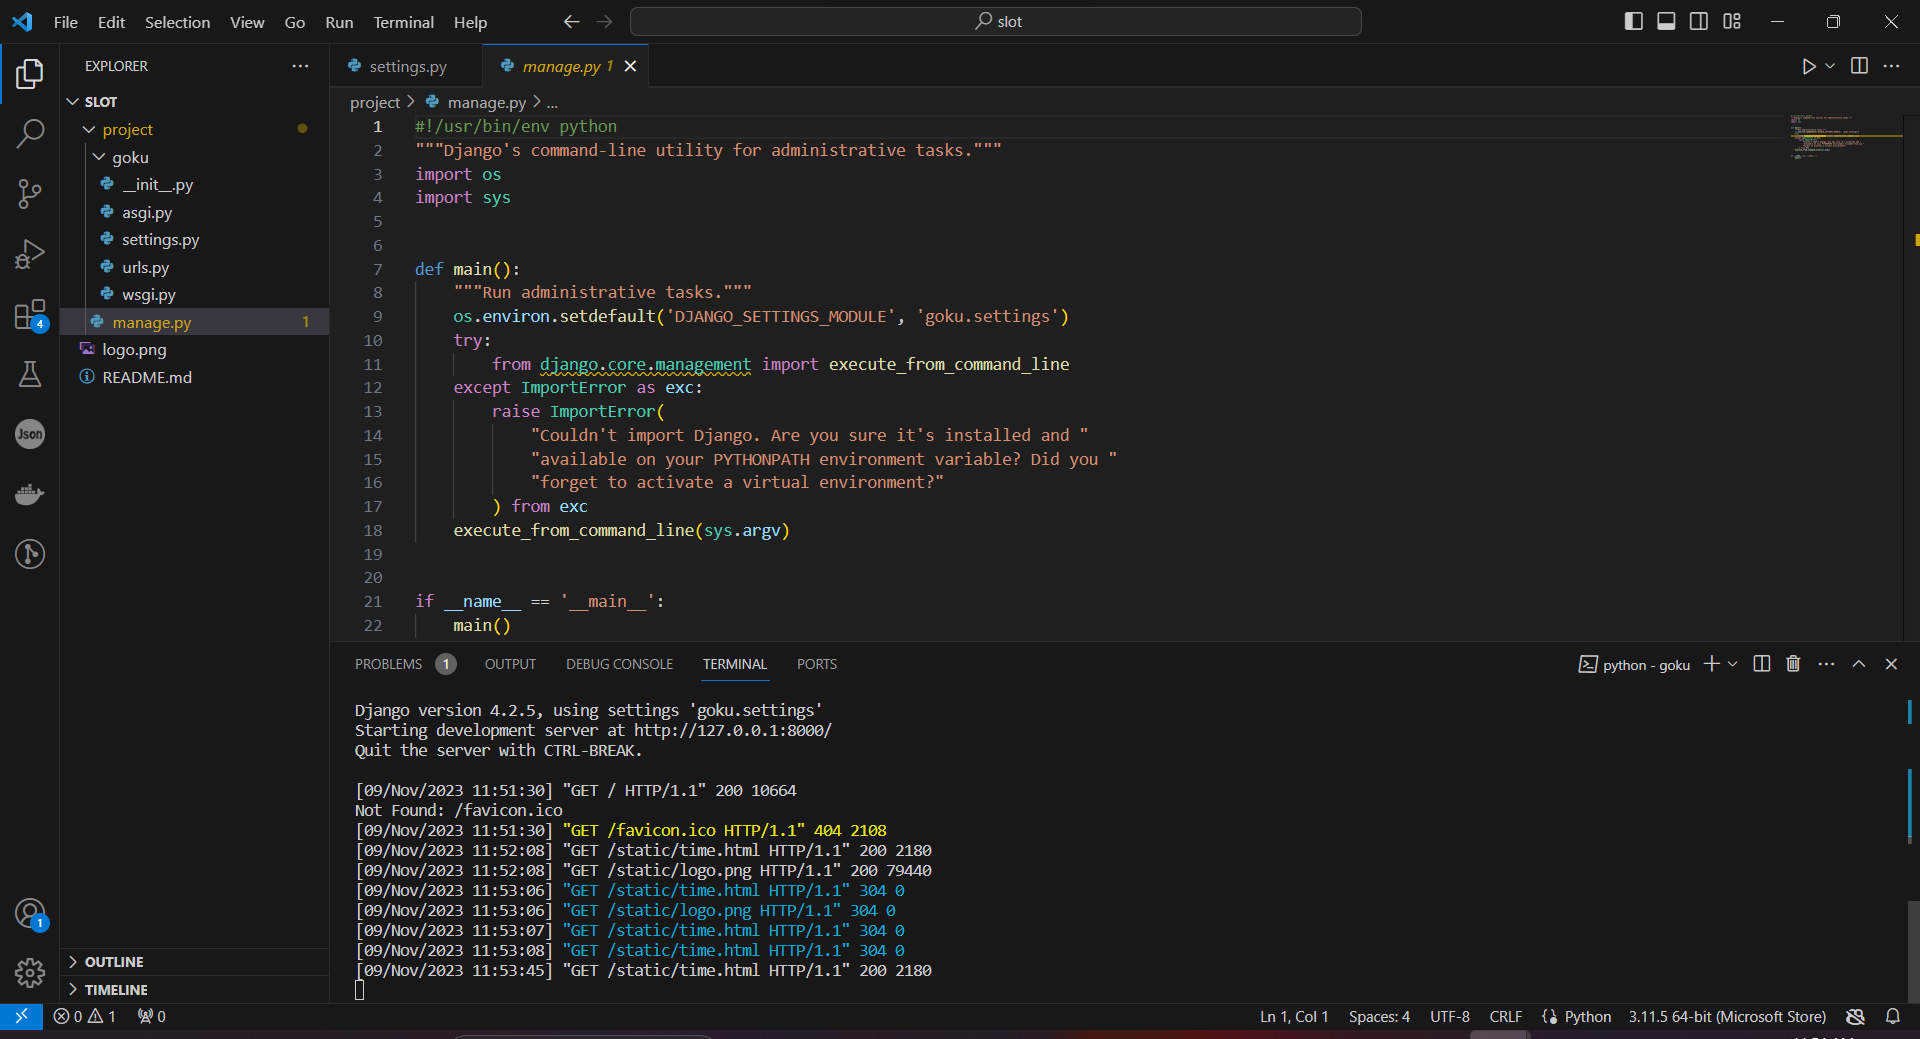 File Edit Selection View Go Run Terminal Help
slot
EXPLORER
SLOT
project
goku
__init__.py
asgi.py
settings.py
urls.py
wsgi.py
manage.py 1
logo.png
README.md
OUTLINE
TIMELINE
4
Json
1
settings.py
manage.py 1
project > manage.py > ...
1 #!/usr/bin/env python
2 """Django's command-line utility for administrative tasks."""
3 import os
4 import sys
5
6
7 def main():
8 """Run administrative tasks."""
9 os.environ.setdefault('DJANGO_SETTINGS_MODULE', 'goku.settings')
10 try:
11 from django.core.management import execute_from_command_line
12 except ImportError as exc:
13 raise ImportError(
14 "Couldn't import Django. Are you sure it's installed and "
15 "available on your PYTHONPATH environment variable? Did you "
16 "forget to activate a virtual environment?"
17 ) from exc
18 execute_from_command_line(sys.argv)
19
20
21 if __name__ == '__main__':
22 main()
PROBLEMS 1 OUTPUT DEBUG CONSOLE TERMINAL PORTS
python - goku
Django version 4.2.5, using settings 'goku.settings'
Starting development server at http://127.0.0.1:8000/
Quit the server with CTRL-BREAK.
[09/Nov/2023 11:51:30] "GET / HTTP/1.1" 200 10664
Not Found: /favicon.ico
[09/Nov/2023 11:51:30] "GET /favicon.ico HTTP/1.1" 404 2108
[09/Nov/2023 11:52:08] "GET /static/time.html HTTP/1.1" 200 2180
[09/Nov/2023 11:52:08] "GET /static/logo.png HTTP/1.1" 200 79440
[09/Nov/2023 11:53:06] "GET /static/time.html HTTP/1.1" 304 0
[09/Nov/2023 11:53:06] "GET /static/logo.png HTTP/1.1" 304 0
[09/Nov/2023 11:53:07] "GET /static/time.html HTTP/1.1" 304 0
[09/Nov/2023 11:53:08] "GET /static/time.html HTTP/1.1" 304 0
[09/Nov/2023 11:53:45] "GET /static/time.html HTTP/1.1" 200 2180
0 1 0
Ln 1, Col 1 Spaces: 4 UTF-8 CRLF Python 3.11.5 64-bit (Microsoft Store)